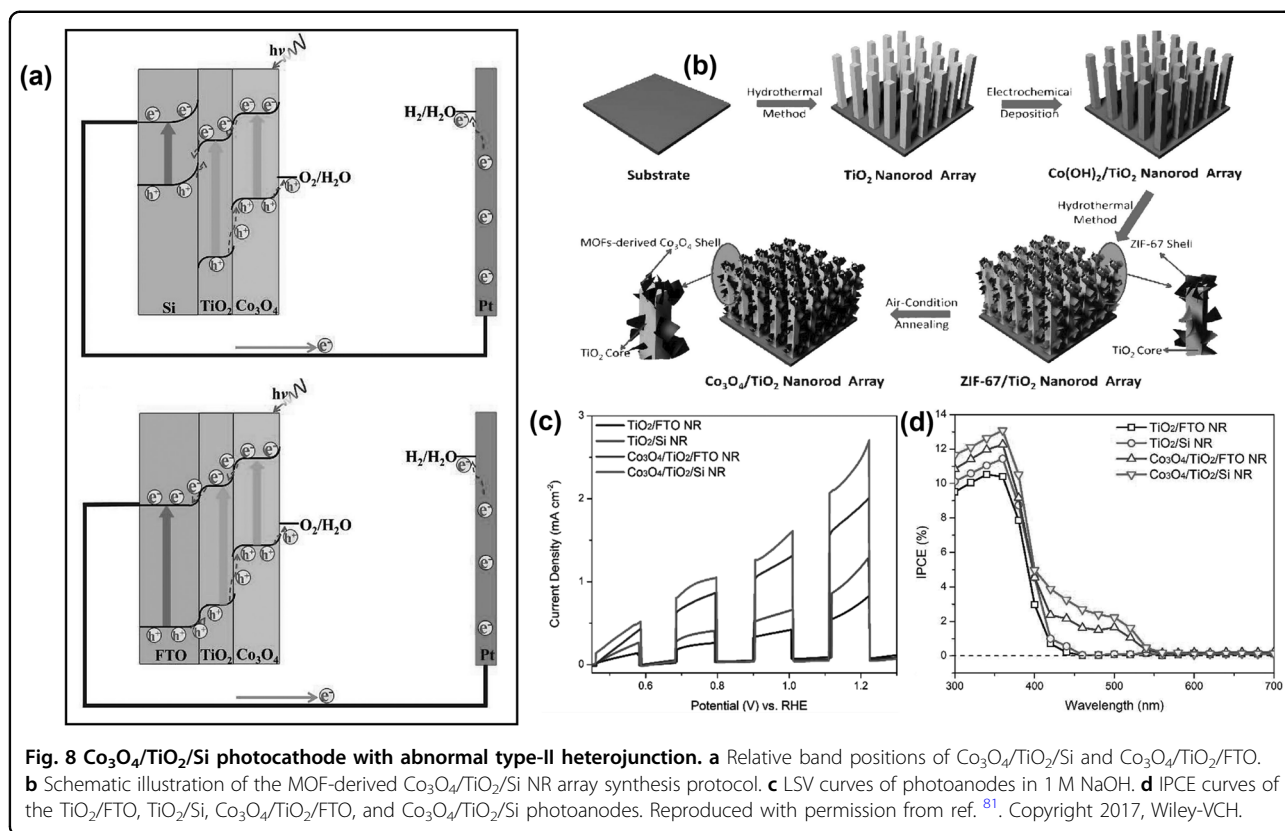 (a)
hν
e⁻ e⁻ e⁻ e⁻ e⁻ e⁻
H₂/H₂O
e⁻
e⁻
O₂/H₂O
h⁺ h⁺ h⁺ h⁺ h⁺
h⁺
h⁺
e⁻
e⁻
Si TiO₂ Co₃O₄
Pt
e⁻
hν
e⁻ e⁻ e⁻ e⁻ e⁻ e⁻
H₂/H₂O
e⁻
e⁻
O₂/H₂O
h⁺ h⁺ h⁺
h⁺
h⁺ h⁺ h⁺ h⁺
e⁻
e⁻
FTO TiO₂ Co₃O₄
Pt
e⁻
(b)
Hydrothermal
Method
Electrochemical
Deposition
Substrate
TiO₂ Nanorod Array
Co(OH)₂/TiO₂ Nanorod Array
Hydrothermal
Method
MOFs-derived Co₃O₄ Shell
ZIF-67 Shell
Air-Condition
Annealing
TiO₂ Core
TiO₂ Core
Co₃O₄/TiO₂ Nanorod Array
ZIF-67/TiO₂ Nanorod Array
(c)
TiO₂/FTO NR
TiO₂/Si NR
Co₃O₄/TiO₂/FTO NR
Co₃O₄/TiO₂/Si NR
Current Density (mA cm⁻²)
3
2
1
0
0.6 0.8 1.0 1.2
Potential (V) vs. RHE
(d)
TiO₂/FTO NR
TiO₂/Si NR
Co₃O₄/TiO₂/FTO NR
Co₃O₄/TiO₂/Si NR
IPCE (%)
14
12
10
8
6
4
2
0
300 400 500 600 700
Wavelength (nm)
Fig. 8 Co₃O₄/TiO₂/Si photocathode with abnormal type-II heterojunction. a Relative band positions of Co₃O₄/TiO₂/Si and Co₃O₄/TiO₂/FTO.
b Schematic illustration of the MOF-derived Co₃O₄/TiO₂/Si NR array synthesis protocol. c LSV curves of photoanodes in 1 M NaOH. d IPCE curves of
the TiO₂/FTO, TiO₂/Si, Co₃O₄/TiO₂/FTO, and Co₃O₄/TiO₂/Si photoanodes. Reproduced with permission from ref. 81. Copyright 2017, Wiley-VCH.